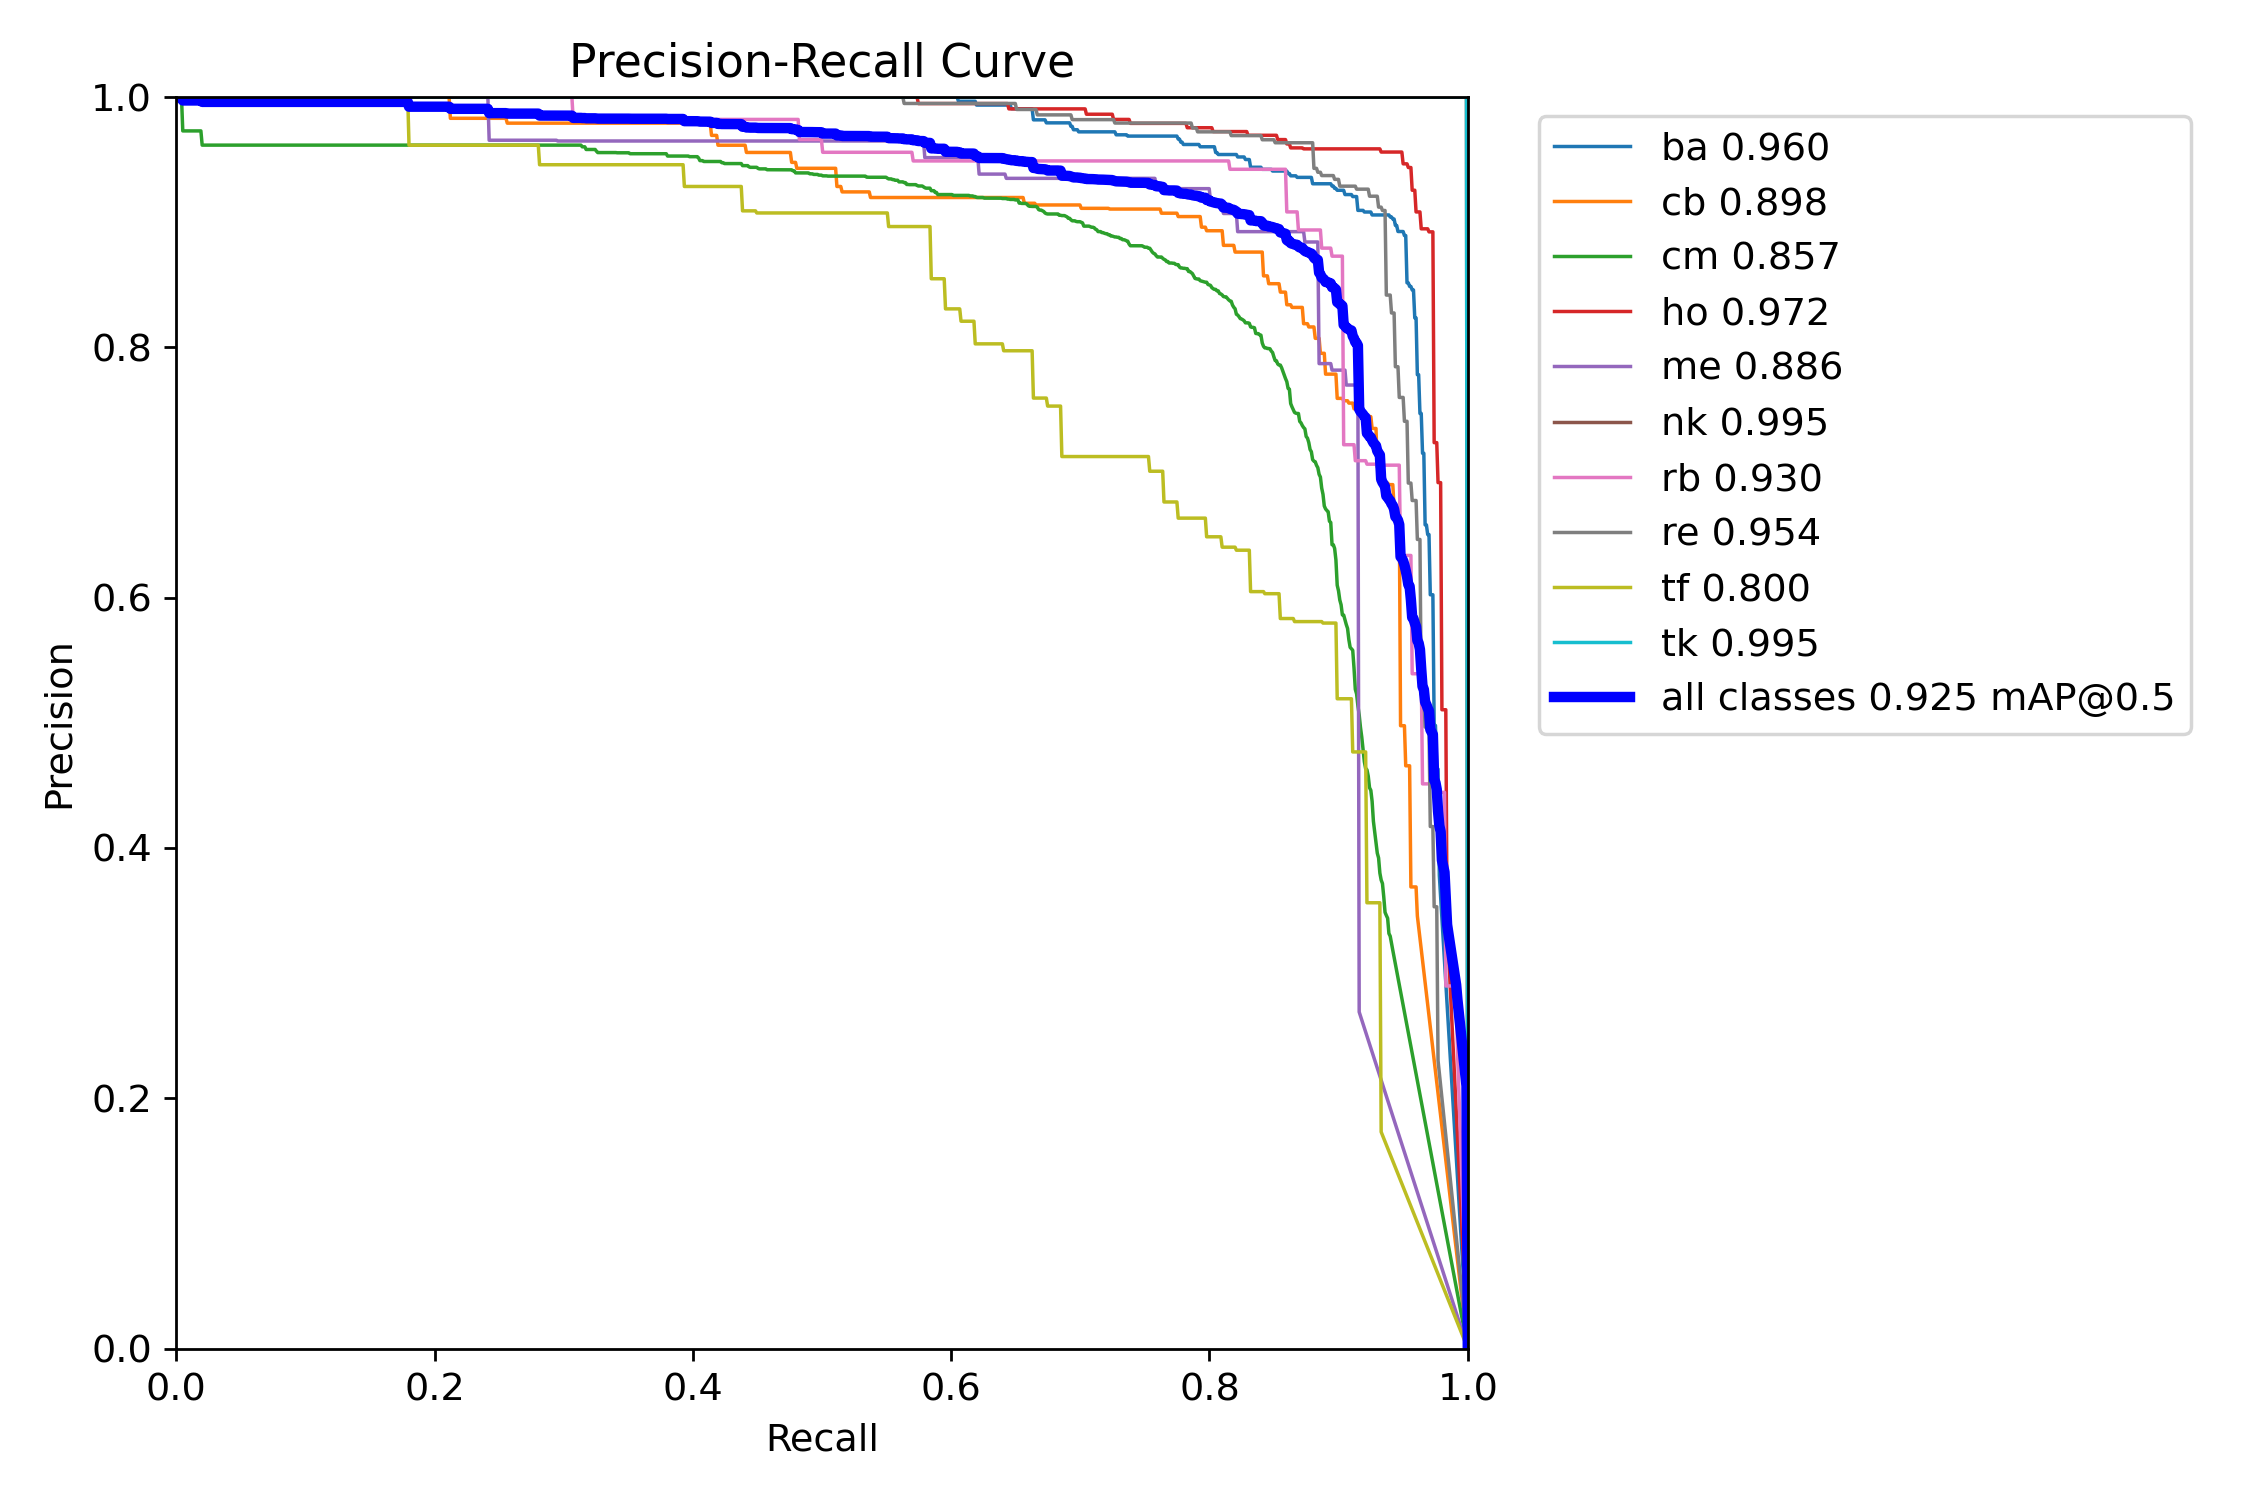 Precision-Recall Curve
1.0
0.8
0.6
0.4
0.2
0.0
Precision
0.0 0.2 0.4 0.6 0.8 1.0
Recall
ba 0.960
cb 0.898
cm 0.857
ho 0.972
me 0.886
nk 0.995
rb 0.930
re 0.954
tf 0.800
tk 0.995
all classes 0.925 mAP@0.5